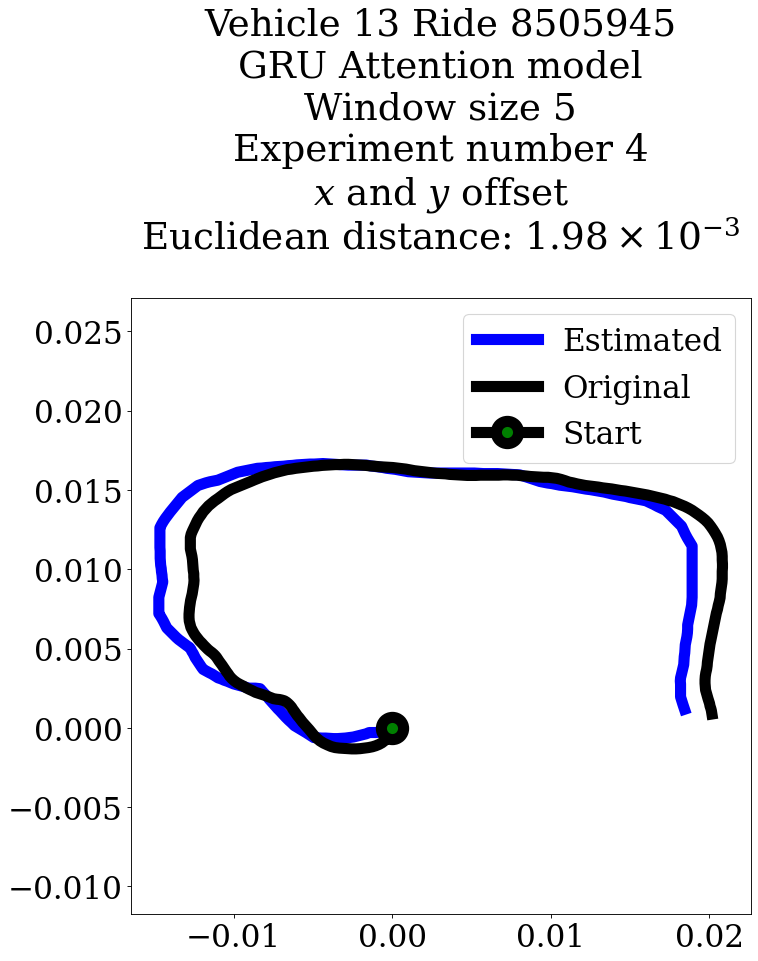 Vehicle 13 Ride 8505945
GRU Attention model
Window size 5
Experiment number 4
x and y offset
Euclidean distance: 1.98 × 10⁻³
Estimated
Original
Start
0.025
0.020
0.015
0.010
0.005
0.000
−0.005
−0.010
−0.01 0.00 0.01 0.02